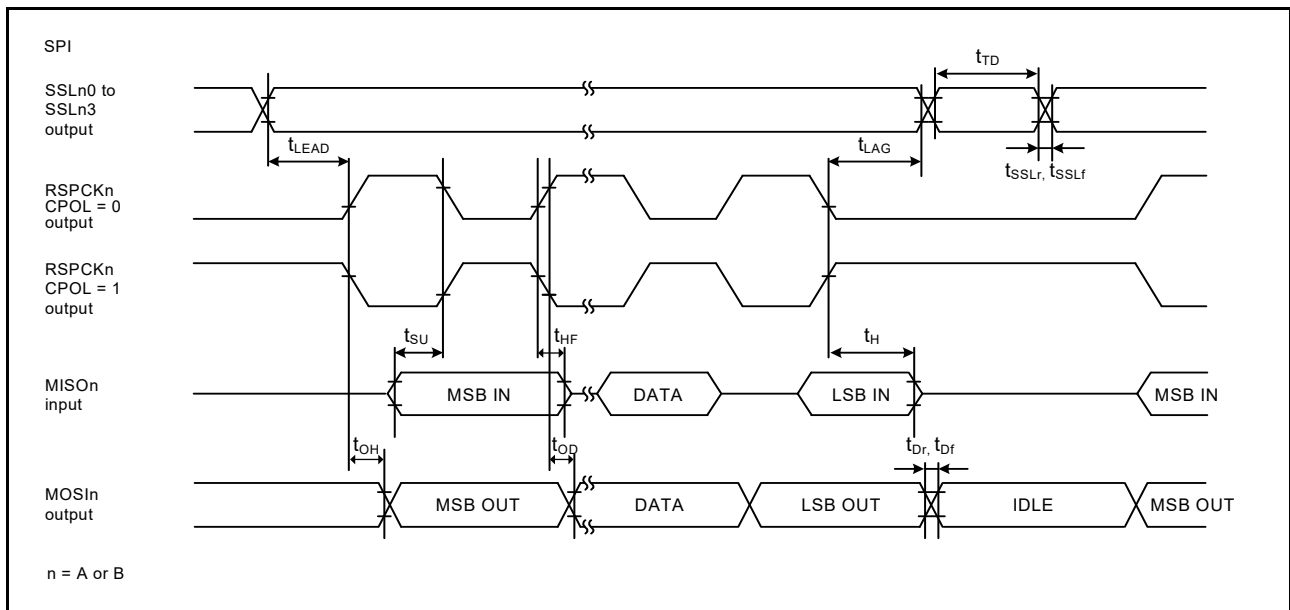 SPI
SSLn0 to
SSLn3
output
tTD
tLEAD
tLAG
tSSLr, tSSLf
RSPCKn
CPOL = 0
output
RSPCKn
CPOL = 1
output
tSU
tHF
tH
MISOn
input
MSB IN
DATA
LSB IN
MSB IN
tOH
tOD
tDr, tDf
MOSIn
output
MSB OUT
DATA
LSB OUT
IDLE
MSB OUT
n = A or B